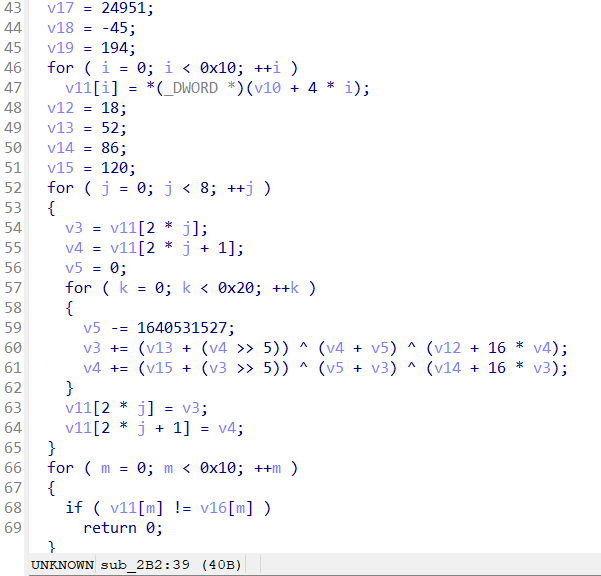 43 v17 = 24951;
44 v18 = -45;
45 v19 = 194;
46 for ( i = 0; i < 0x10; ++i )
47 v11[i] = *(_DWORD *)(v10 + 4 * i);
48 v12 = 18;
49 v13 = 52;
50 v14 = 86;
51 v15 = 120;
52 for ( j = 0; j < 8; ++j )
53 {
54 v3 = v11[2 * j];
55 v4 = v11[2 * j + 1];
56 v5 = 0;
57 for ( k = 0; k < 0x20; ++k )
58 {
59 v5 -= 1640531527;
60 v3 += (v13 + (v4 >> 5)) ^ (v4 + v5) ^ (v12 + 16 * v4);
61 v4 += (v15 + (v3 >> 5)) ^ (v5 + v3) ^ (v14 + 16 * v3);
62 }
63 v11[2 * j] = v3;
64 v11[2 * j + 1] = v4;
65 }
66 for ( m = 0; m < 0x10; ++m )
67 {
68 if ( v11[m] != v16[m] )
69 return 0;
}
UNKNOWN sub_2B2:39 (40B)